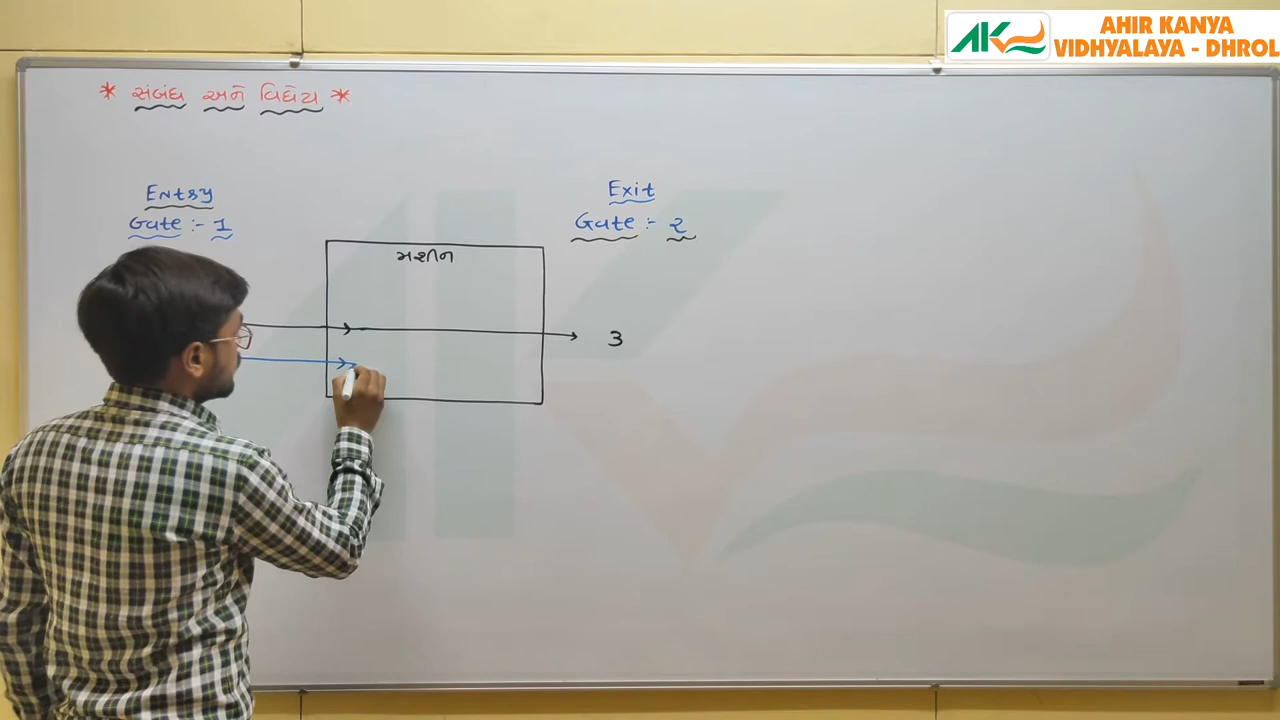 AHIR KANYA
VIDHYALAYA - DHROL
* સંબંધ અને વિધેય *
Entry
Gate :- 1
Exit
Gate :- 2
મશીન
3